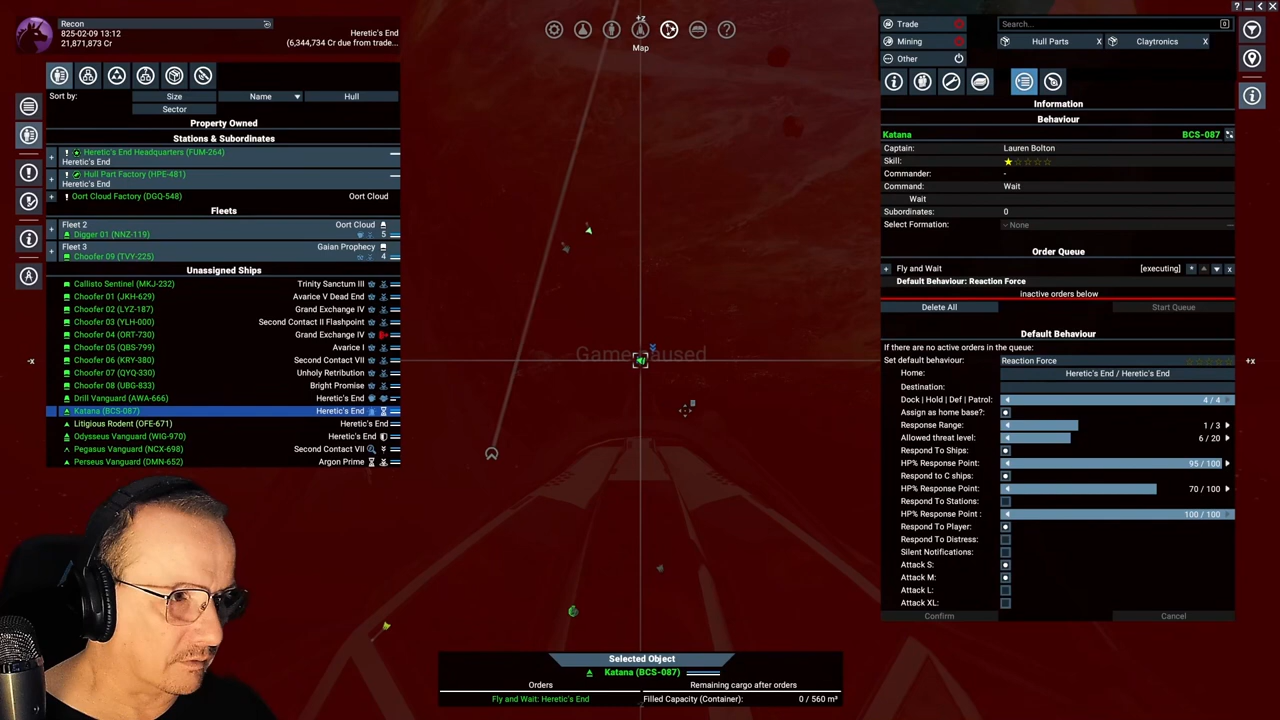 Recon
825-02-09 13:12
21,871,873 Cr
Heretic's End
(6,344,734 Cr due from trade...
Sort by:
Size
Name
Hull
Sector
Property Owned
Stations & Subordinates
Heretic's End Headquarters (FUM-264)
Heretic's End
Hull Part Factory (HPE-481)
Heretic's End
Oort Cloud Factory (DGQ-548) Oort Cloud
Fleets
Fleet 2 Oort Cloud
Digger 01 (NNZ-119) 5
Fleet 3 Gaian Prophecy
Choofer 09 (TVY-225) 4
Unassigned Ships
Callisto Sentinel (MKJ-232) Trinity Sanctum III
Choofer 01 (JKH-629) Avarice V Dead End
Choofer 02 (LYZ-187) Grand Exchange IV
Choofer 03 (YLH-000) Second Contact II Flashpoint
Choofer 04 (ORT-730) Grand Exchange IV
Choofer 05 (QBS-799) Avarice I
Choofer 06 (KRY-380) Second Contact VII
Choofer 07 (QYQ-330) Unholy Retribution
Choofer 08 (UBG-833) Bright Promise
Drill Vanguard (AWA-666) Heretic's End
Katana (BCS-087) Heretic's End
Litigious Rodent (OFE-671) Heretic's End
Odysseus Vanguard (WIG-970) Heretic's End
Pegasus Vanguard (NCX-698) Second Contact VII
Perseus Vanguard (DMN-652) Argon Prime
+z
?
Map
-x
+x
Game Paused
Selected Object
Katana (BCS-087)
Orders
Remaining cargo after orders
Fly and Wait: Heretic's End
Filled Capacity (Container): 0 / 560 m³
Trade
Mining
Other
Search...
0
Hull Parts X
Claytronics X
Information
Behaviour
Katana BCS-087
Captain: Lauren Bolton
Skill:
Commander: -
Command: Wait
Wait
Subordinates: 0
Select Formation: None
Order Queue
+ Fly and Wait [executing] x
Default Behaviour: Reaction Force
inactive orders below
Delete All
Start Queue
Default Behaviour
If there are no active orders in the queue:
Set default behaviour: Reaction Force
Home: Heretic's End / Heretic's End
Destination:
Dock | Hold | Def | Patrol: 4 / 4
Assign as home base?:
Response Range: 1 / 3
Allowed threat level: 6 / 20
Respond To Ships:
HP% Response Point: 95 / 100
Respond to C ships:
HP% Response Point: 70 / 100
Respond To Stations:
HP% Response Point : 100 / 100
Respond To Player:
Respond To Distress:
Silent Notifications:
Attack S:
Attack M:
Attack L:
Attack XL:
Confirm
Cancel